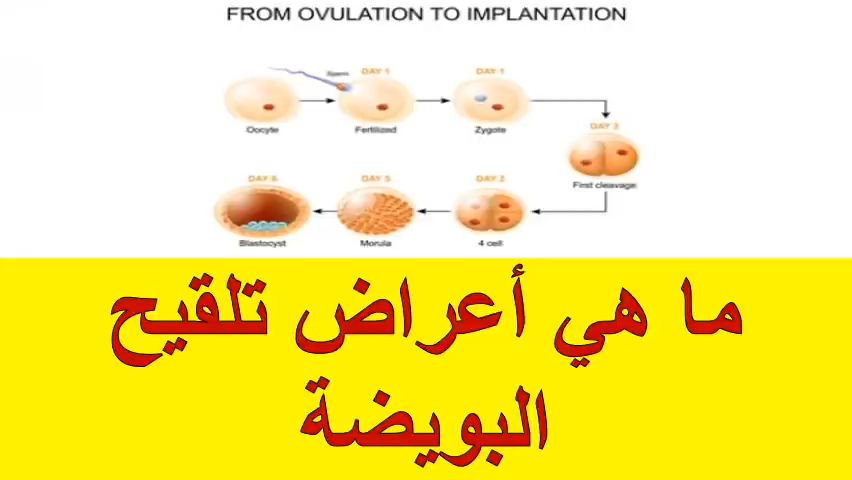 FROM OVULATION TO IMPLANTATION
Sperm
DAY 1
DAY 1
Oocyte
Fertilized
Zygote
DAY 2
First cleavage
DAY 6
DAY 5
DAY 2
Blastocyst
Morula
4 cell
ما هي أعراض تلقيح
البويضة